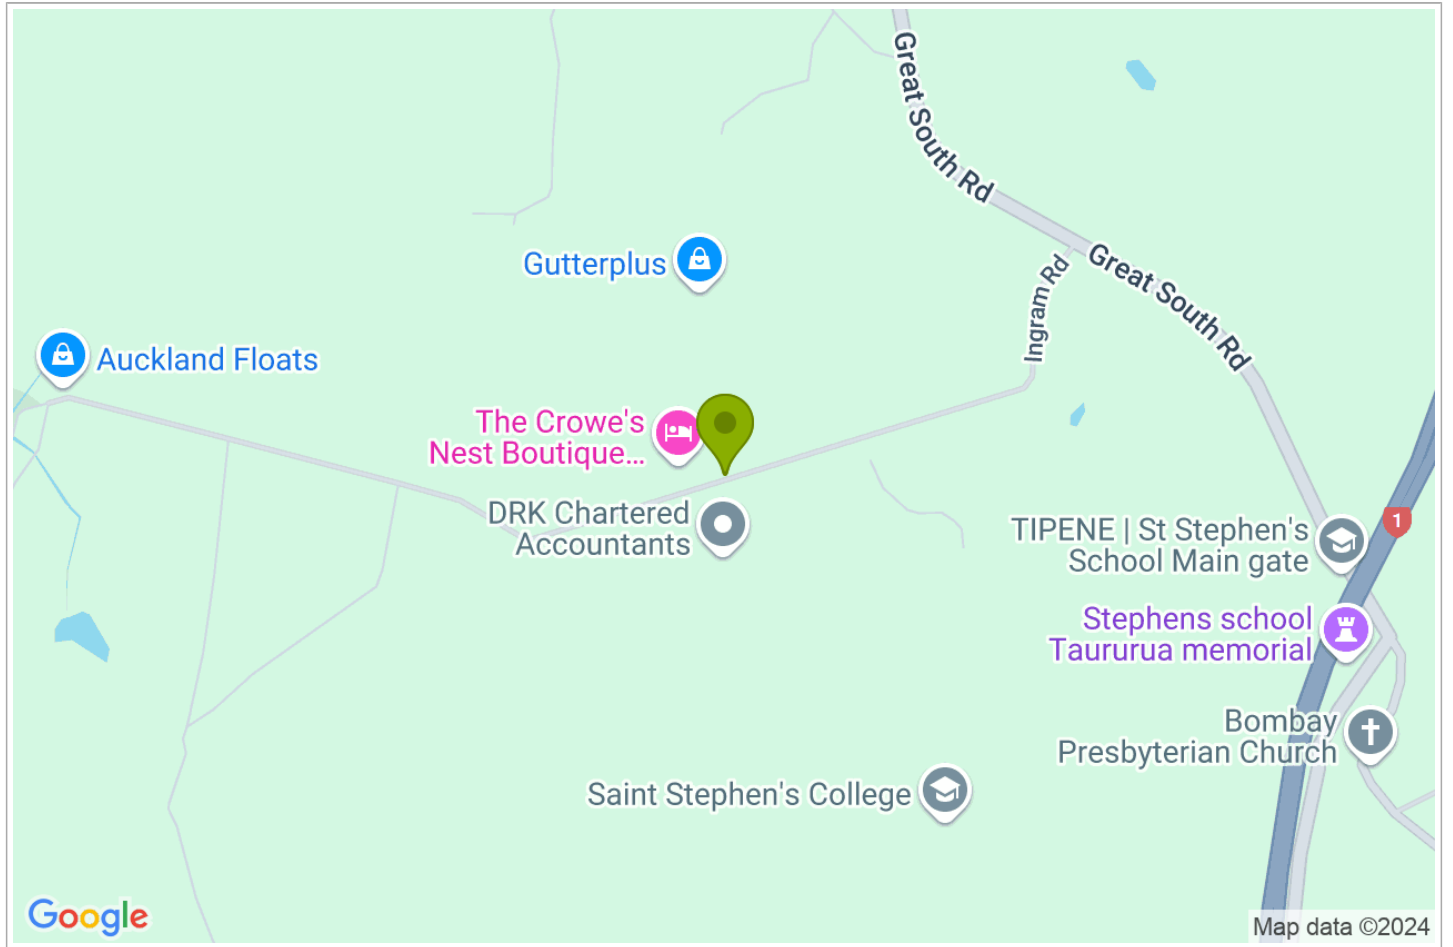 Great South Rd
Gutterplus
Great South Rd
Ingram Rd
Auckland Floats
The Crowe's
Nest Boutique...
DRK Chartered
Accountants
1
TIPENE | St Stephen's
School Main gate
Stephens school
Taururua memorial
Bombay
Presbyterian Church
Saint Stephen's College
Google
Map data ©2024